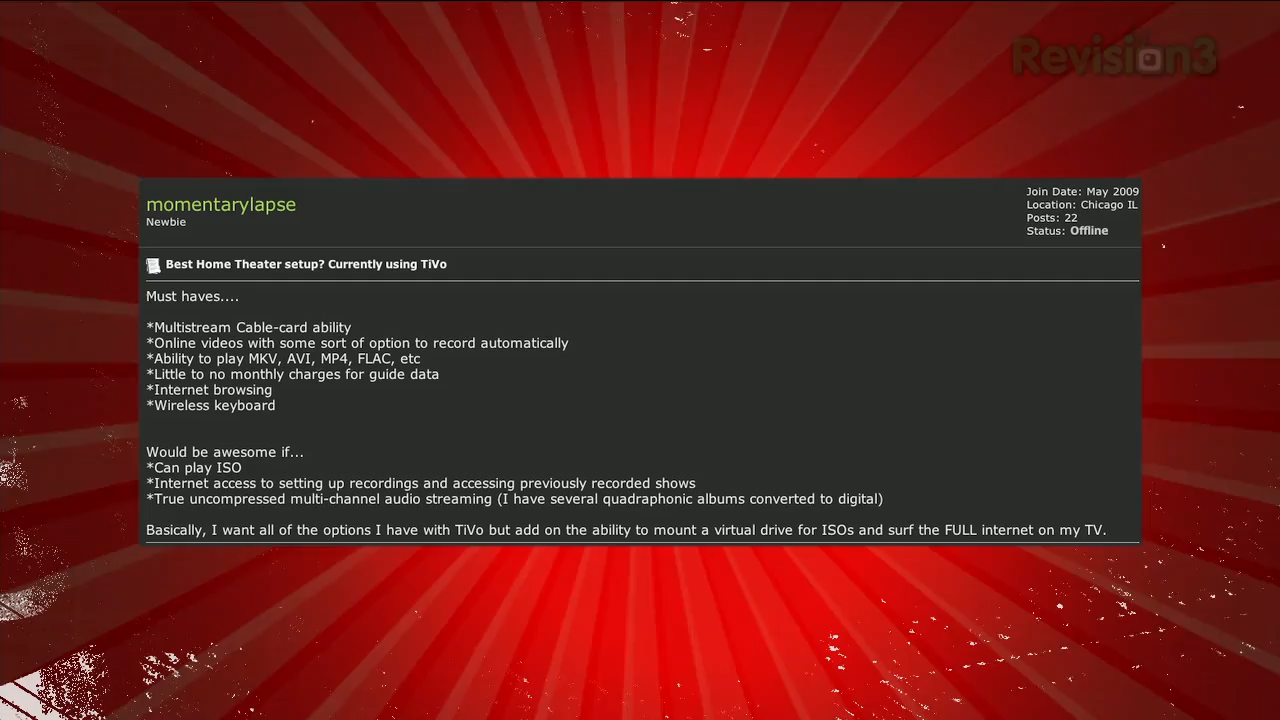 Revision3
momentarylapse
Newbie
Join Date: May 2009
Location: Chicago IL
Posts: 22
Status: Offline
Best Home Theater setup? Currently using TiVo
Must haves....
*Multistream Cable-card ability
*Online videos with some sort of option to record automatically
*Ability to play MKV, AVI, MP4, FLAC, etc
*Little to no monthly charges for guide data
*Internet browsing
*Wireless keyboard
Would be awesome if...
*Can play ISO
*Internet access to setting up recordings and accessing previously recorded shows
*True uncompressed multi-channel audio streaming (I have several quadraphonic albums converted to digital)
Basically, I want all of the options I have with TiVo but add on the ability to mount a virtual drive for ISOs and surf the FULL internet on my TV.